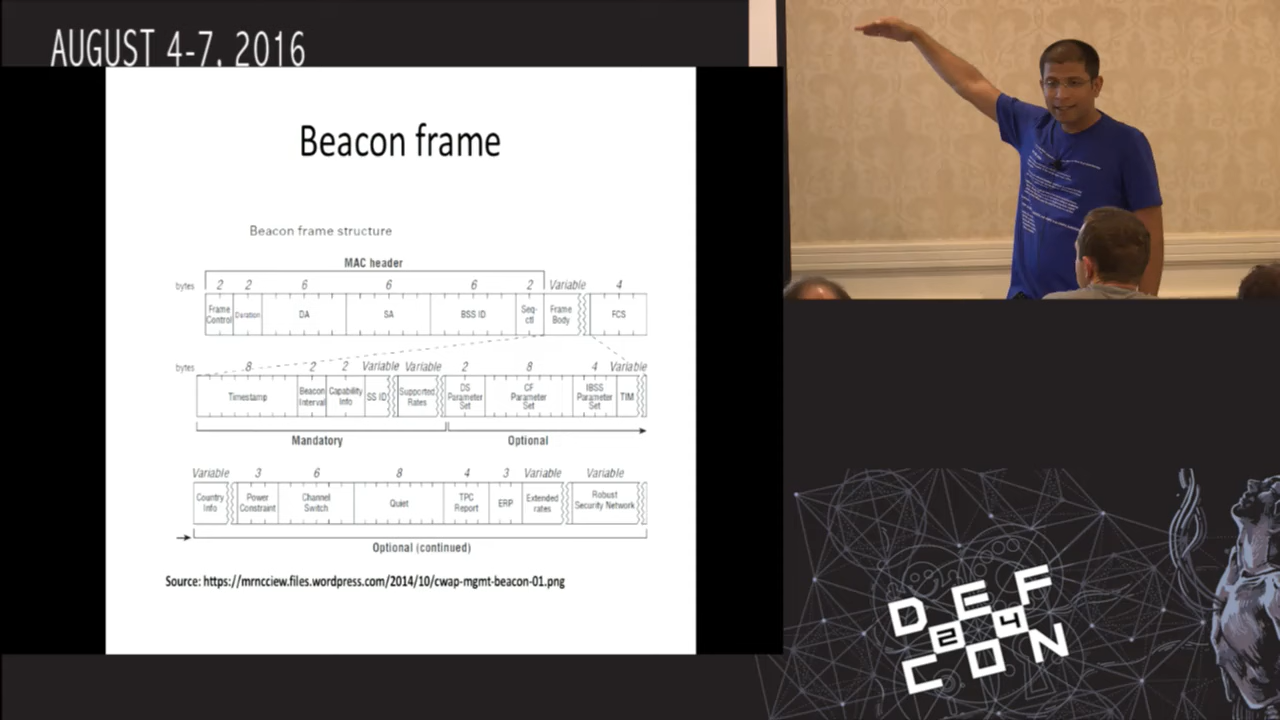 AUGUST 4-7, 2016
Beacon frame
Beacon frame structure
MAC header
bytes 2 2 6 6 6 2 Variable 4
Frame Control Duration DA SA BSS ID Seq-ctl Frame Body FCS
bytes 8 2 2 Variable Variable 2 8 4 Variable
Timestamp Beacon Interval Capability Info SS ID Supported Rates DS Parameter Set CF Parameter Set IBSS Parameter Set TIM
Mandatory Optional
Variable 3 6 8 4 3 Variable Variable
Country Info Power Constraint Channel Switch Quiet TPC Report ERP Extended rates Robust Security Network
Optional (continued)
Source: https://mrncciew.files.wordpress.com/2014/10/cwap-mgmt-beacon-01.png
DEF
24
CON